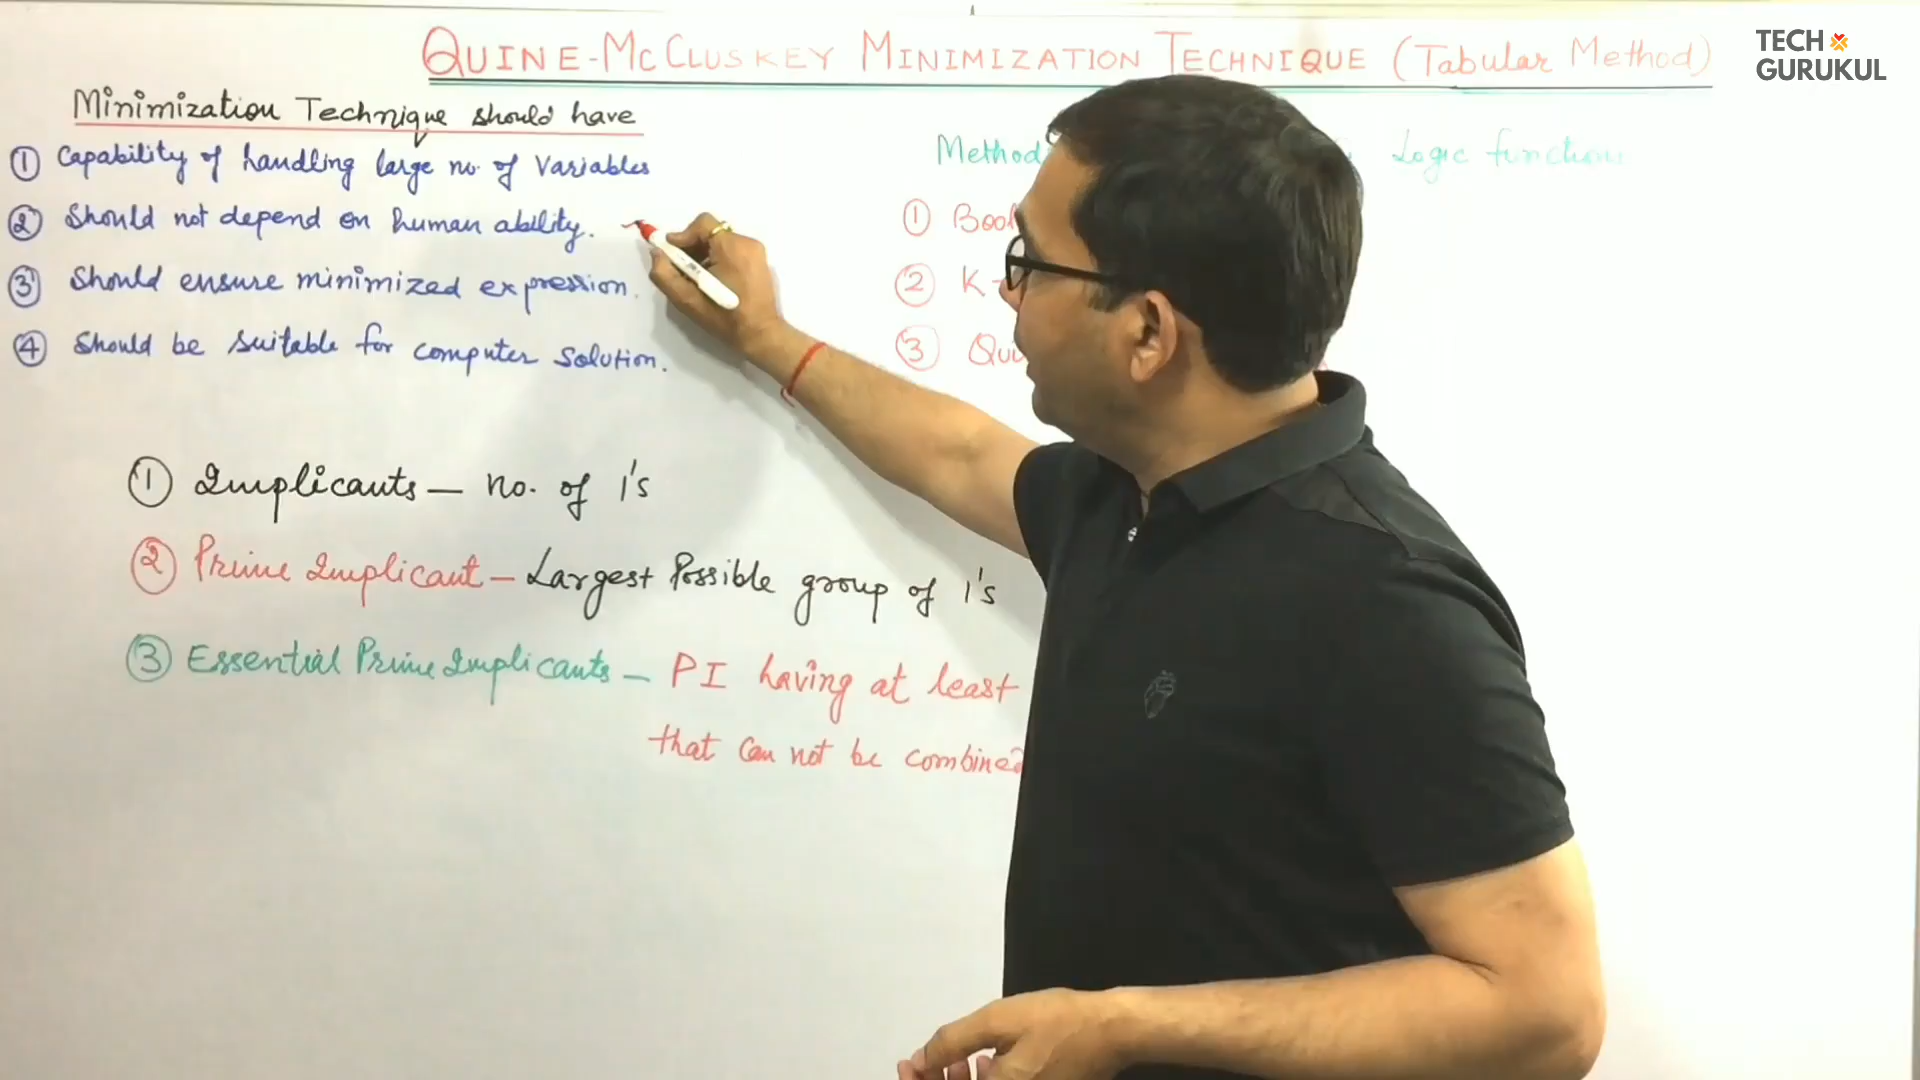 QUINE-McCLUSKEY MINIMIZATION TECHNIQUE (Tabular Method)
TECH
GURUKUL
Minimization Technique should have
① Capability of handling large no. of Variables
② Should not depend on human ability.
③ Should ensure minimized expression.
④ Should be suitable for computer solution.
Method Logic function
①
② K-
③
① Implicants – no. of 1's
② Prime Implicant – Largest Possible group of 1's
③ Essential Prime Implicants – PI having at least
that can not be combined